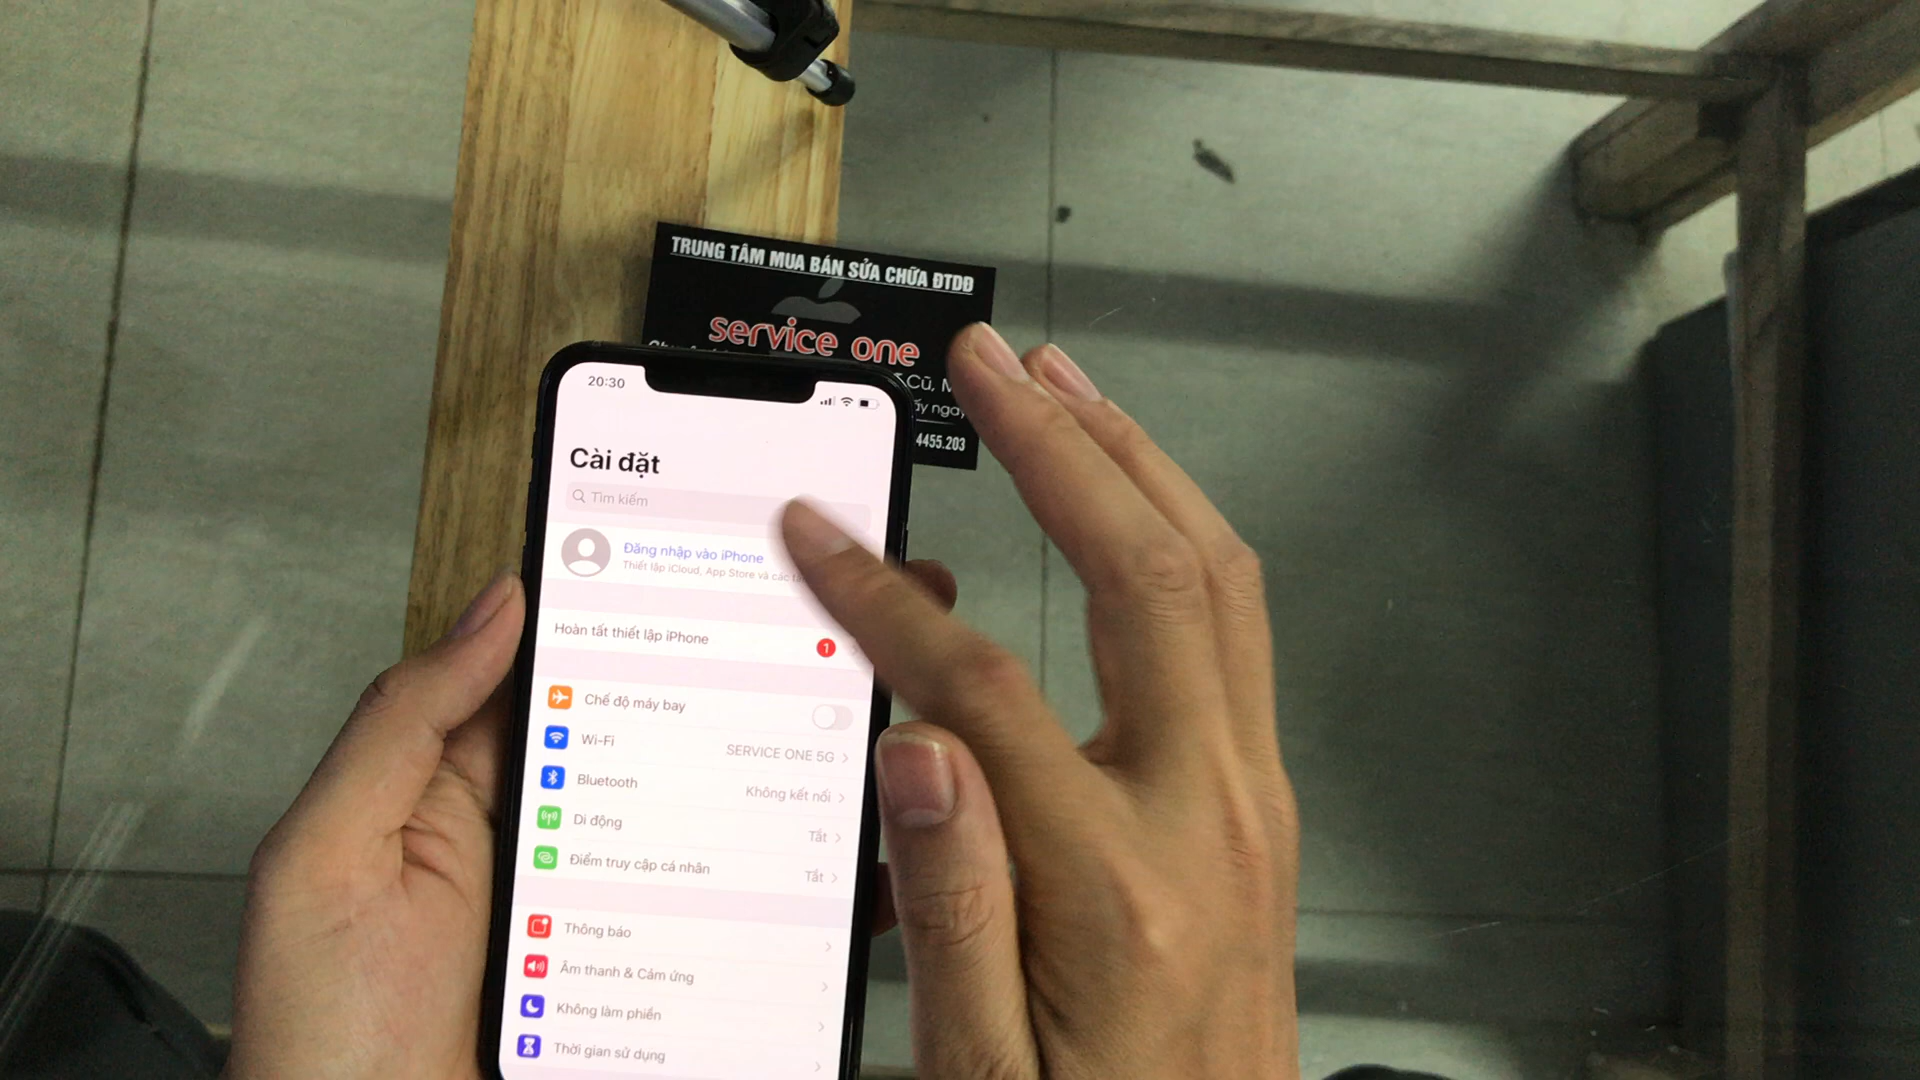 TRUNG TÂM MUA BÁN SỬA CHỮA ĐTDĐ
service one
Cũ,
ấy ngay
4455.203
20:30
Cài đặt
Tìm kiếm
Đăng nhập vào iPhone
Thiết lập iCloud, App Store và các
Hoàn tất thiết lập iPhone 1
Chế độ máy bay
Wi-Fi SERVICE ONE 5G
Bluetooth Không kết nối
Di động Tắt
Điểm truy cập cá nhân Tắt
Thông báo
Âm thanh & Cảm ứng
Không làm phiền
Thời gian sử dụng